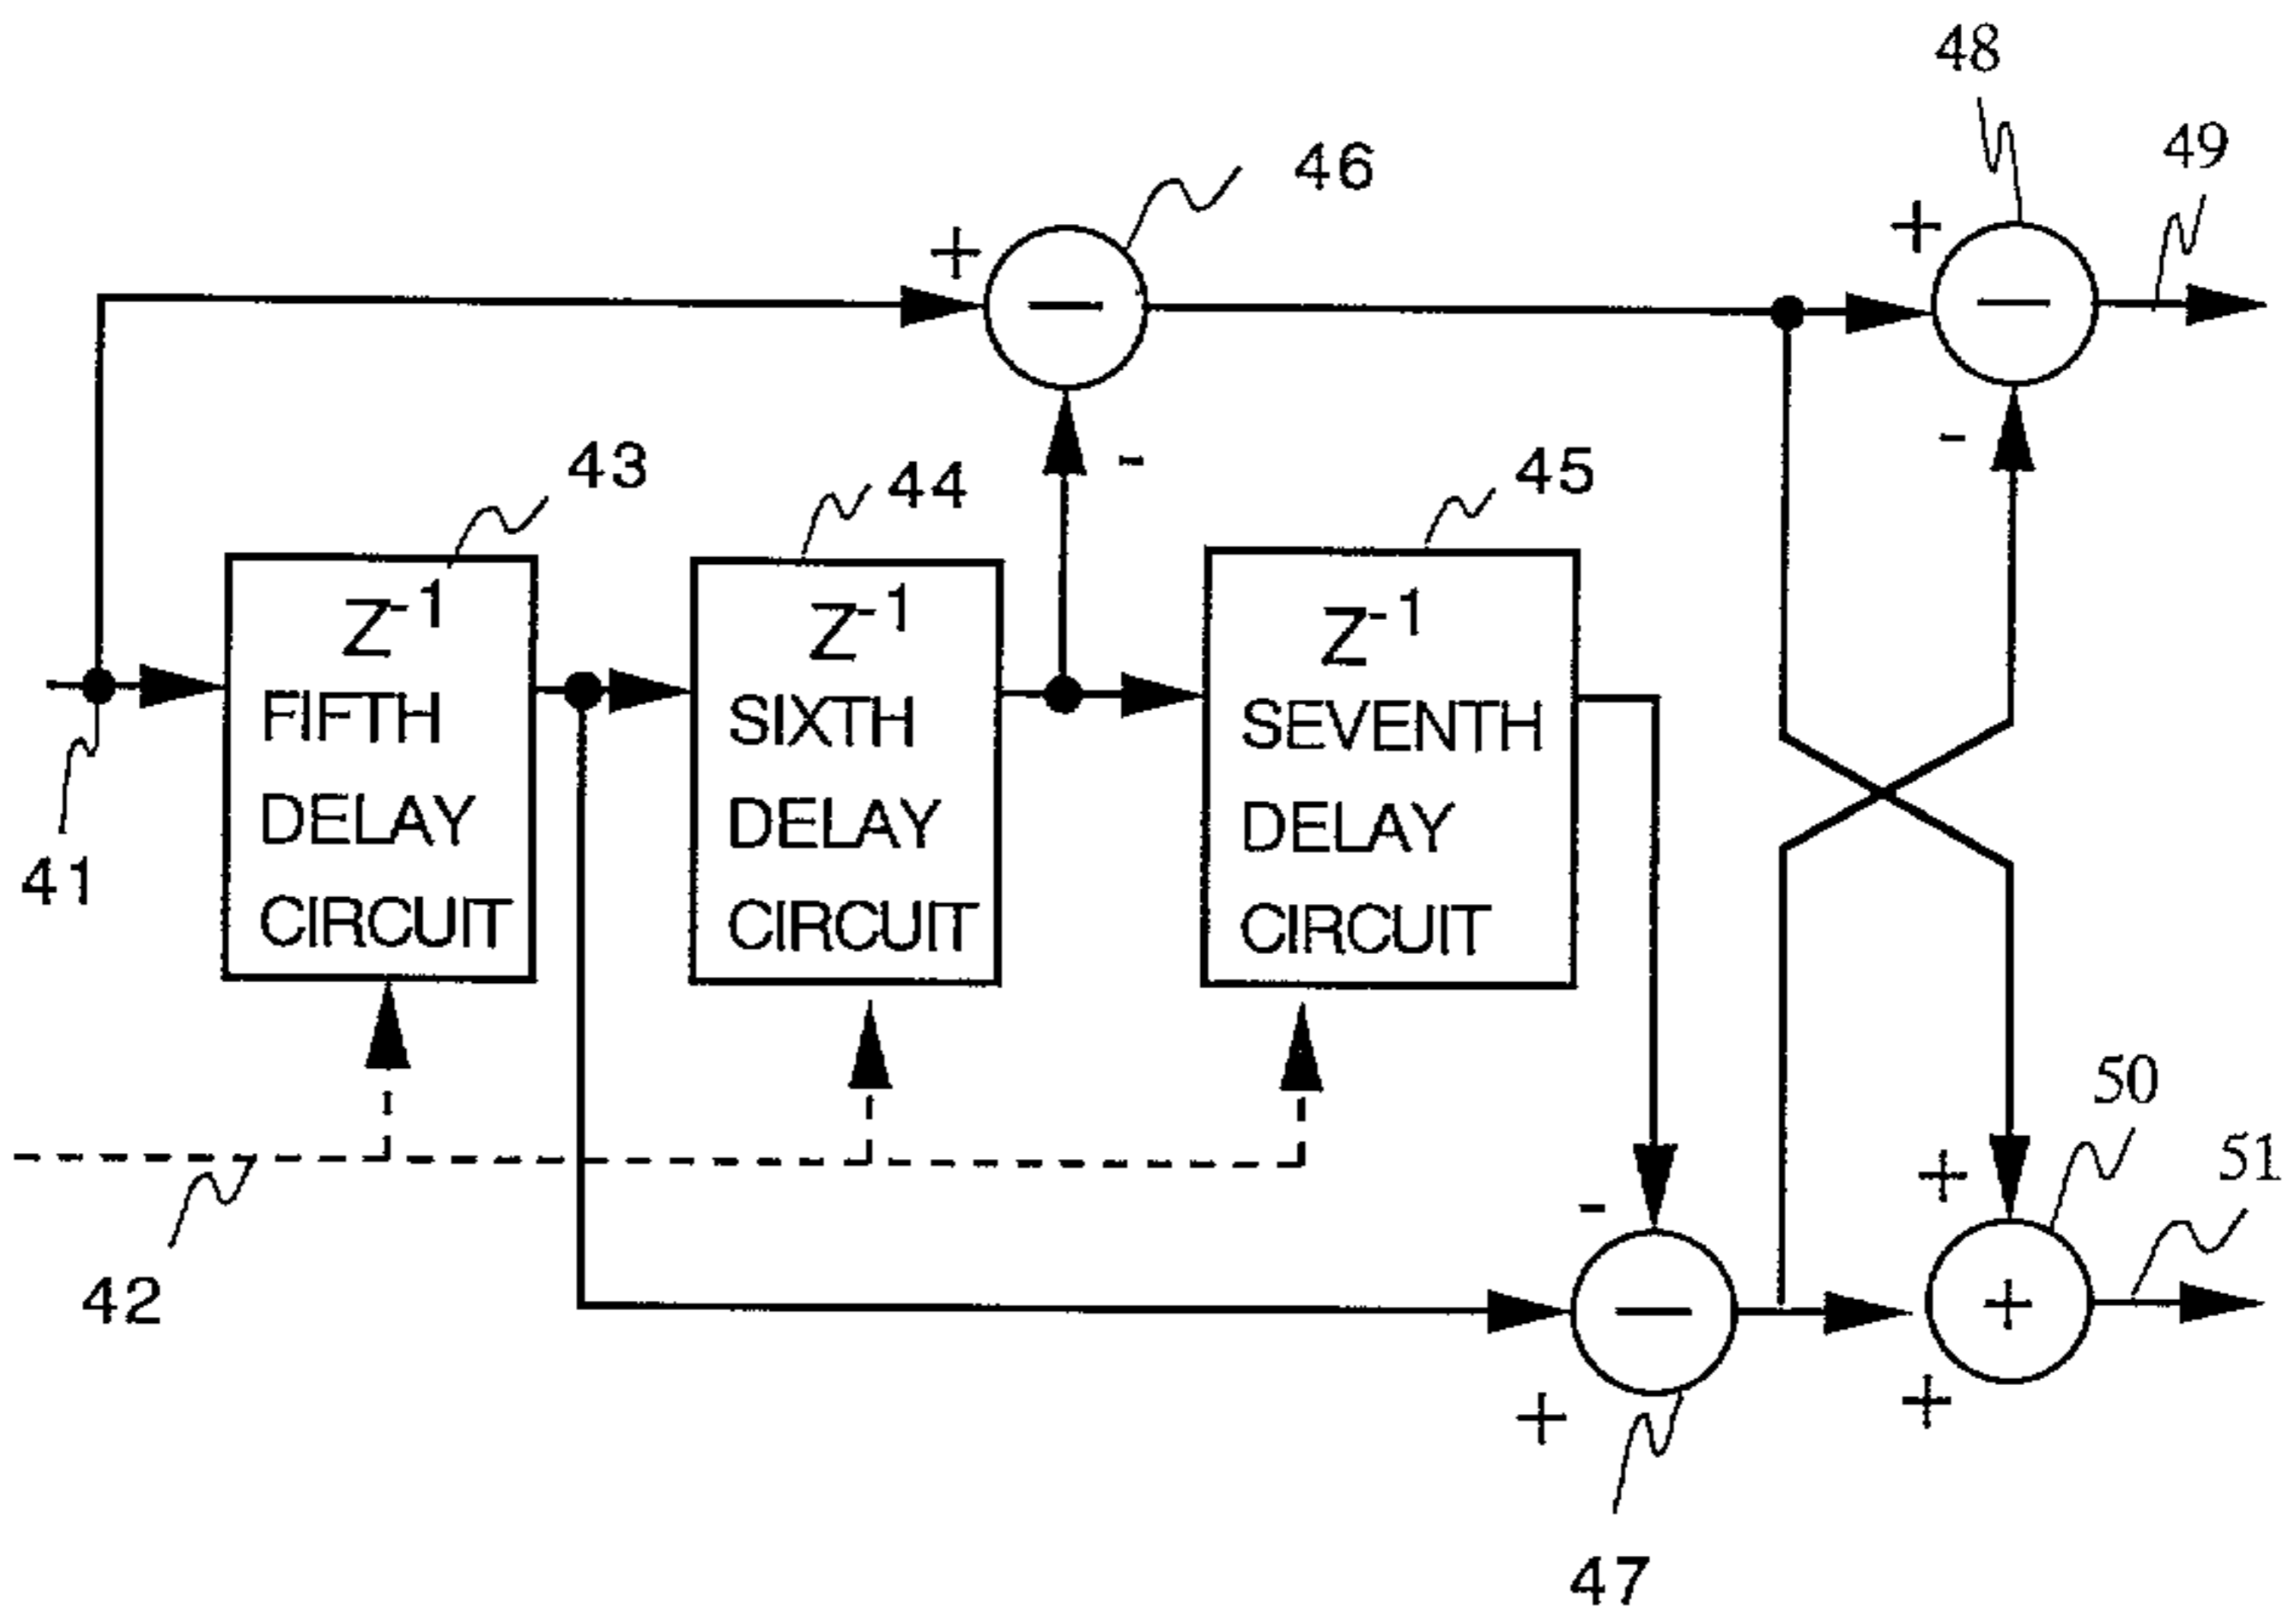 48
49
46
+
+
-
-
43
44
45
Z-1
FIFTH
DELAY
CIRCUIT
Z-1
SIXTH
DELAY
CIRCUIT
Z-1
SEVENTH
DELAY
CIRCUIT
41
42
50
51
-
+
+
+
+
47